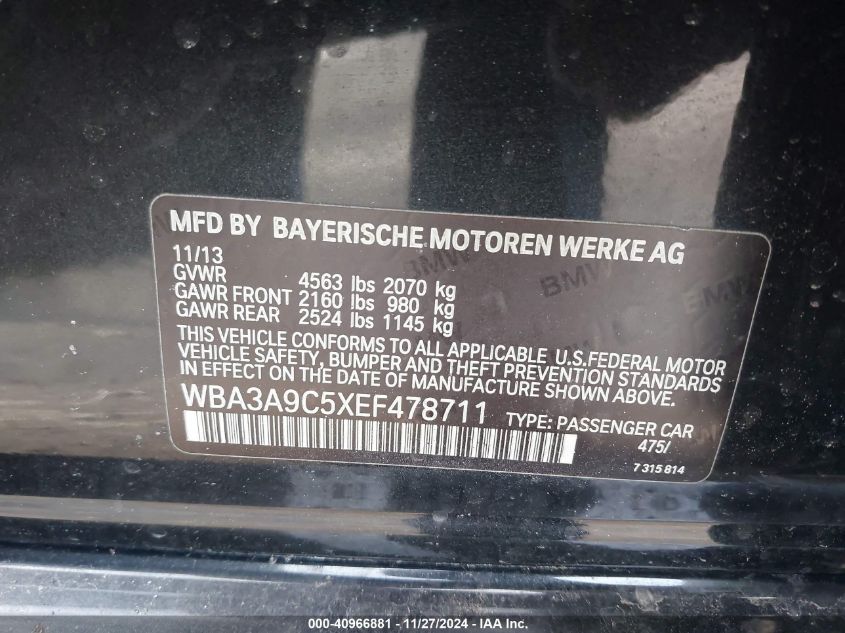 MFD BY BAYERISCHE MOTOREN WERKE AG
11/13
GVWR 4563 lbs 2070 kg
GAWR FRONT 2160 lbs 980 kg
GAWR REAR 2524 lbs 1145 kg
THIS VEHICLE CONFORMS TO ALL APPLICABLE U.S.FEDERAL MOTOR
VEHICLE SAFETY, BUMPER AND THEFT PREVENTION STANDARDS
IN EFFECT ON THE DATE OF MANUFACTURE SHOWN ABOVE.
WBA3A9C5XEF478711 TYPE: PASSENGER CAR
475/
7 315 814
BMW BMW BMW
000-40966881 - 11/27/2024 - IAA Inc.